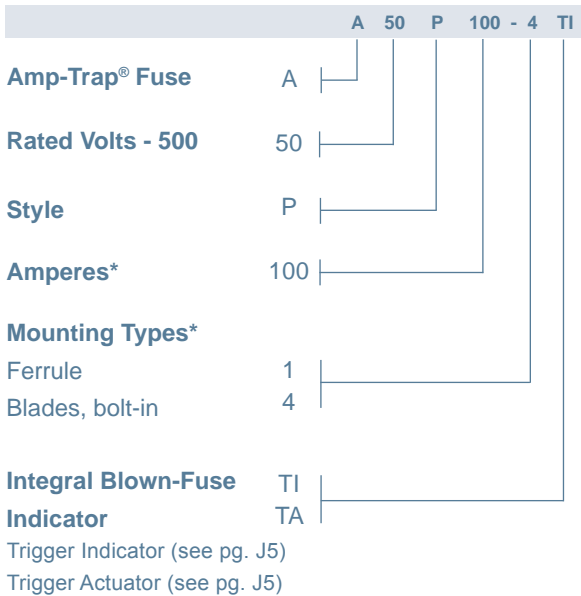 A 50 P 100 - 4 TI
Amp-Trap® Fuse A
Rated Volts - 500 50
Style P
Amperes* 100
Mounting Types*
Ferrule 1
Blades, bolt-in 4
Integral Blown-Fuse TI
Indicator TA
Trigger Indicator (see pg. J5)
Trigger Actuator (see pg. J5)